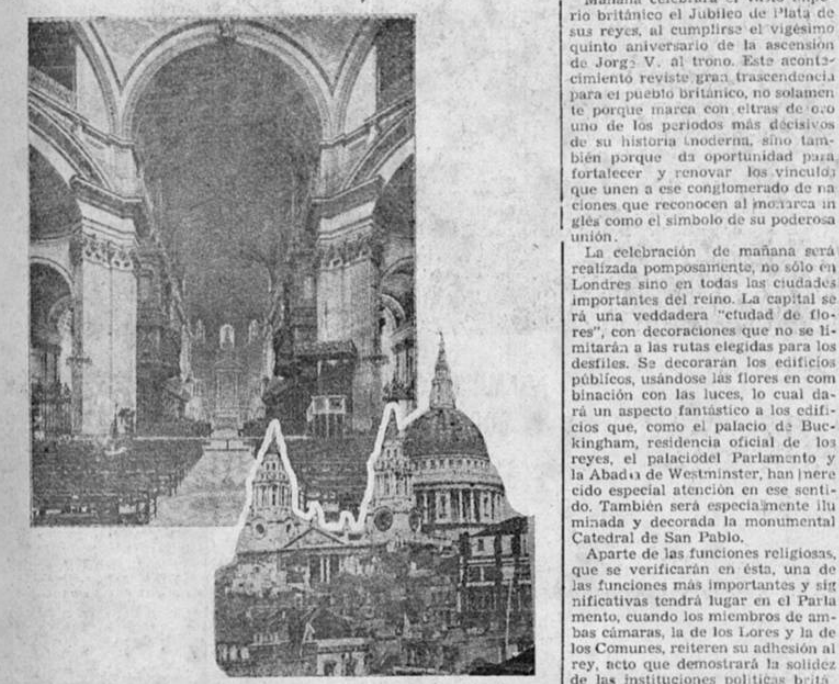 Mañana celebrará el
rio británico el Jubileo de Plata de
sus reyes, al cumplirse el vigésimo
quinto aniversario de la ascensión
de Jorge V. al trono. Este aconte-
cimiento reviste gran trascendencia
para el pueblo británico, no solamen
te porque marca con eltras de oro
uno de los periodos más decisivos
de su historia moderna, sino tam-
bién porque da oportunidad para
fortalecer y renovar los vínculos
que unen a ese conglomerado de na
ciones que reconocen al monarca in
glés como el símbolo de su poderosa
unión.
La celebración de mañana será
realizada pomposamente, no sólo en
Londres sino en todas las ciudades
importantes del reino. La capital se
rá una veddadera "ciudad de flo-
res", con decoraciones que no se li-
mitarán a las rutas elegidas para los
desfiles. Se decorarán los edificios
públicos, usándose las flores en com
binación con las luces, lo cual da-
rá un aspecto fantástico a los edifi-
cios que, como el palacio de Buc-
kingham, residencia oficial de los
reyes, el palaciodel Parlamento y
la Abadía de Westminster, han mere
cido especial atención en ese senti-
do. También será especialmente ilu
minada y decorada la monumental
Catedral de San Pablo.
Aparte de las funciones religiosas,
que se verificarán en ésta, una de
las funciones más importantes y sig
nificativas tendrá lugar en el Parla
mento, cuando los miembros de am-
bas cámaras, la de los Lores y la de
los Comunes, reiteren su adhesión al
rey, acto que demostrará la solidez
de las instituciones políticas britá